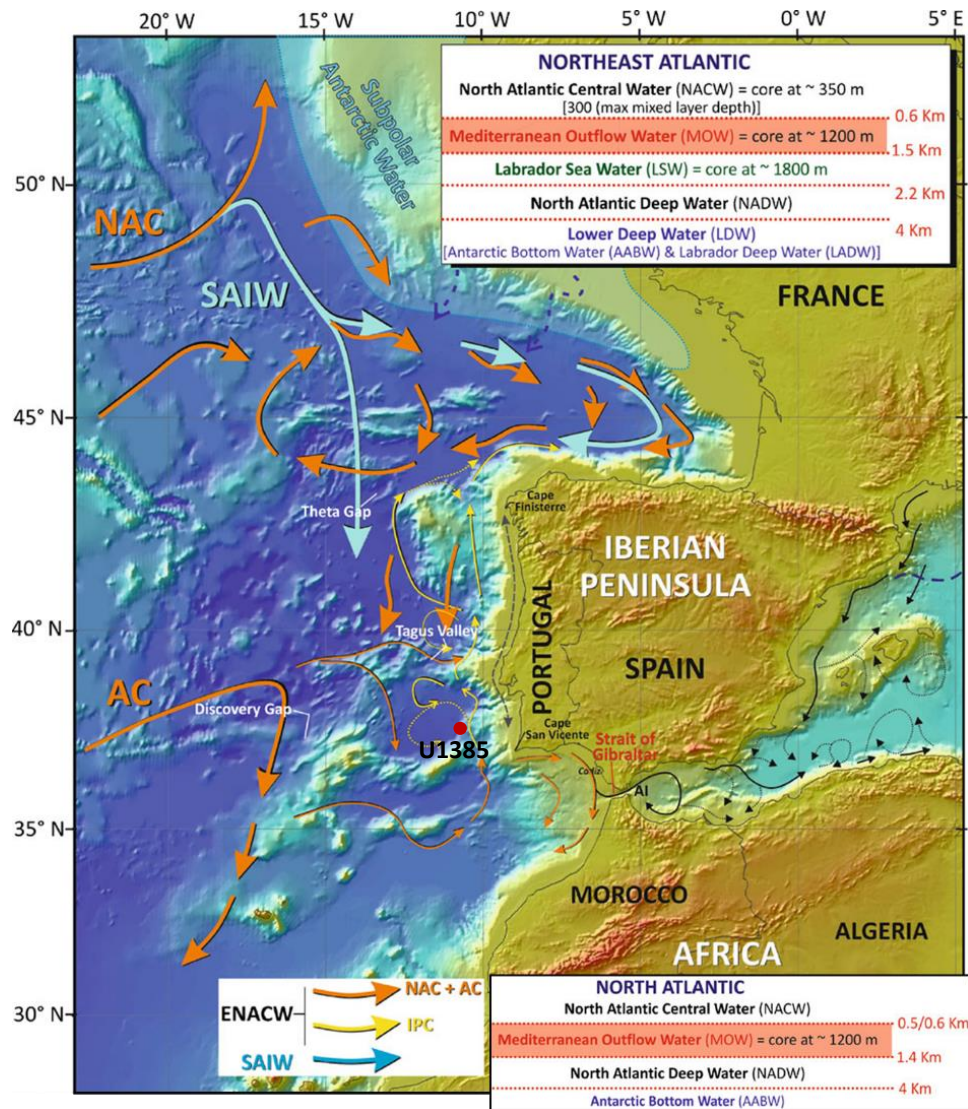 20° W 15° W 10° W 5° W 0° W 5° E
NORTHEAST ATLANTIC
North Atlantic Central Water (NACW) = core at ~ 350 m
[300 (max mixed layer depth)]
0.6 Km
Mediterranean Outflow Water (MOW) = core at ~ 1200 m
1.5 Km
Labrador Sea Water (LSW) = core at ~ 1800 m
2.2 Km
North Atlantic Deep Water (NADW)
4 Km
Lower Deep Water (LDW)
[Antarctic Bottom Water (AABW) & Labrador Deep Water (LADW)]
Subpolar
Antarctic Water
50° N
NAC
SAIW
FRANCE
45° N
Theta Gap
Cape
Finisterre
IBERIAN
PENINSULA
40° N
Tagus Valley
PORTUGAL
SPAIN
AC
Discovery Gap
U1385
Cape
San Vicente
Strait of
Gibraltar
Cadiz
AI
35° N
MOROCCO
ALGERIA
AFRICA
30° N
ENACW
NAC + AC
IPC
SAIW
NORTH ATLANTIC
North Atlantic Central Water (NACW)
0.5/0.6 Km
Mediterranean Outflow Water (MOW) = core at ~ 1200 m
1.4 Km
North Atlantic Deep Water (NADW)
4 Km
Antarctic Bottom Water (AABW)